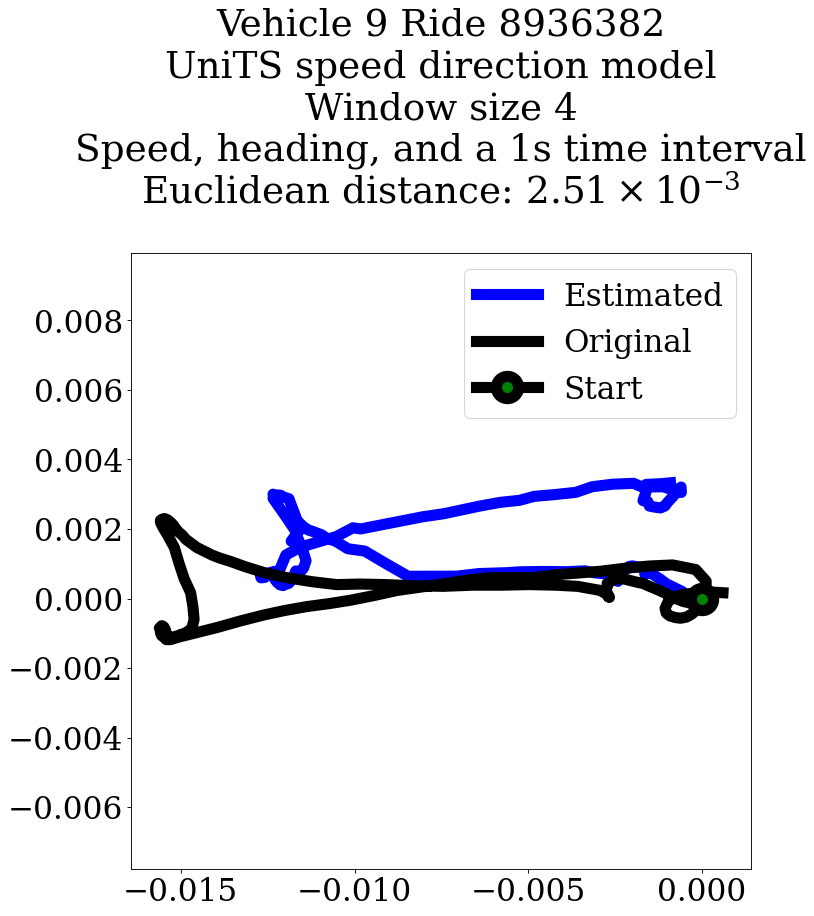 Vehicle 9 Ride 8936382
UniTS speed direction model
Window size 4
Speed, heading, and a 1s time interval
Euclidean distance: 2.51 × 10⁻³
Estimated
Original
Start
0.008
0.006
0.004
0.002
0.000
−0.002
−0.004
−0.006
−0.015 −0.010 −0.005 0.000